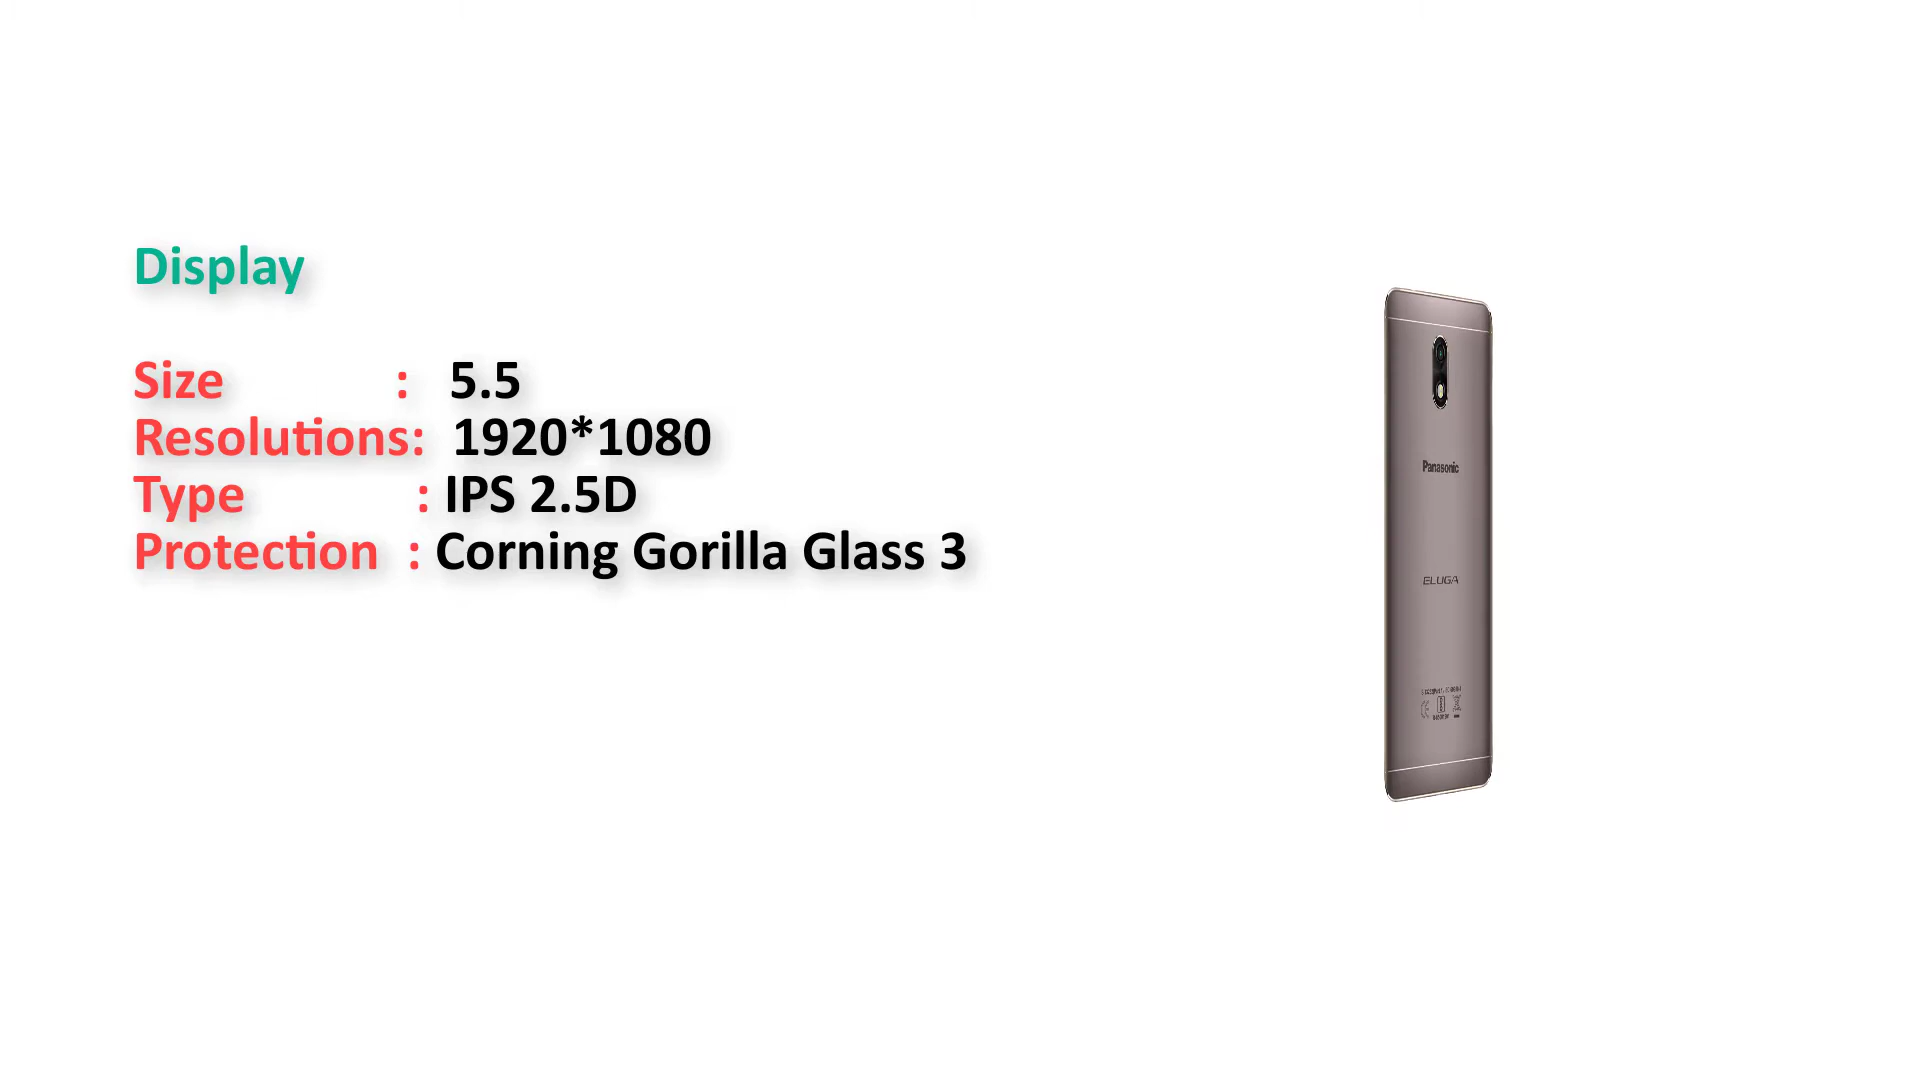 Display
Size : 5.5
Resolutions: 1920*1080
Type : IPS 2.5D
Protection : Corning Gorilla Glass 3
Panasonic
ELUGA